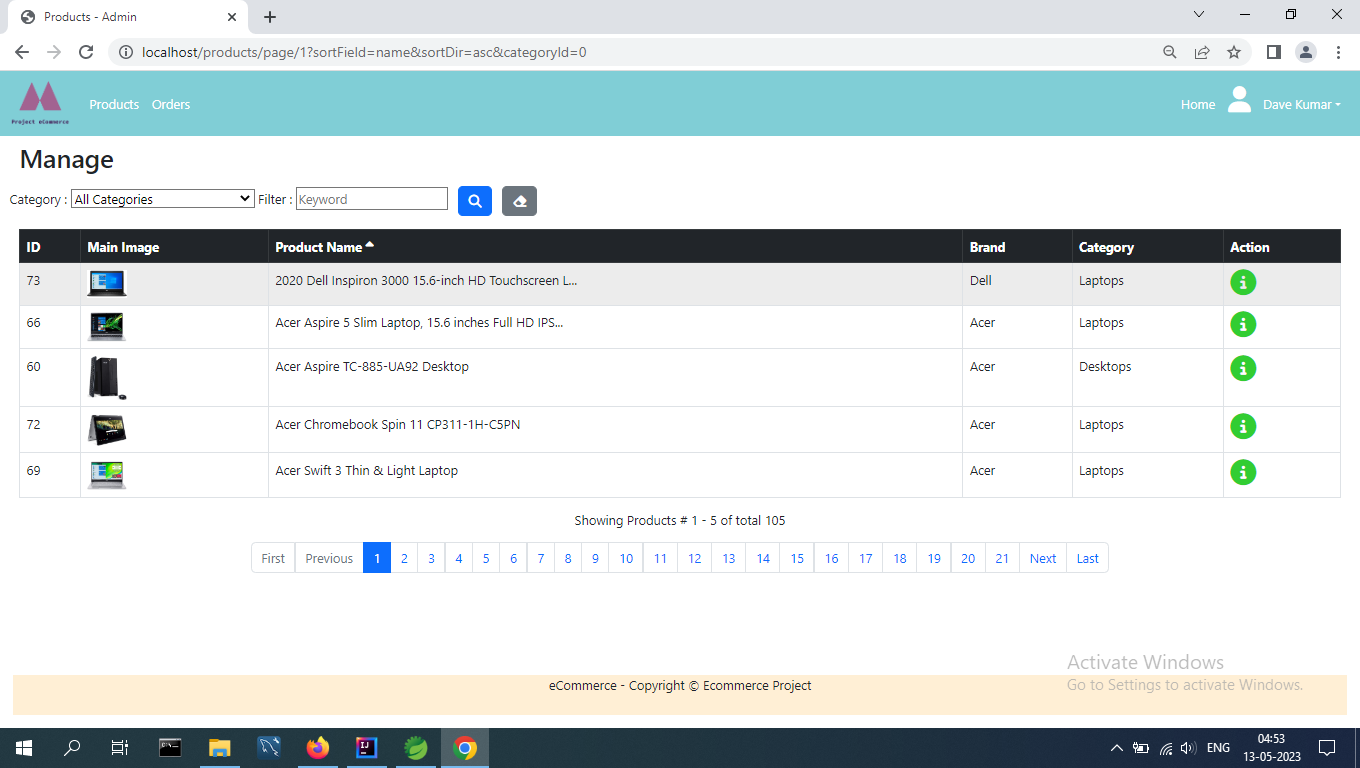 Products - Admin
localhost/products/page/1?sortField=name&sortDir=asc&categoryId=0
Project eCommerce
Products Orders Home Dave Kumar
Manage
Category : All Categories Filter : Keyword
ID Main Image Product Name Brand Category Action
73 2020 Dell Inspiron 3000 15.6-inch HD Touchscreen L... Dell Laptops
66 Acer Aspire 5 Slim Laptop, 15.6 inches Full HD IPS... Acer Laptops
60 Acer Aspire TC-885-UA92 Desktop Acer Desktops
72 Acer Chromebook Spin 11 CP311-1H-C5PN Acer Laptops
69 Acer Swift 3 Thin & Light Laptop Acer Laptops
Showing Products # 1 - 5 of total 105
First Previous 1 2 3 4 5 6 7 8 9 10 11 12 13 14 15 16 17 18 19 20 21 Next Last
Activate Windows
Go to Settings to activate Windows.
eCommerce - Copyright © Ecommerce Project
ENG
04:53
13-05-2023